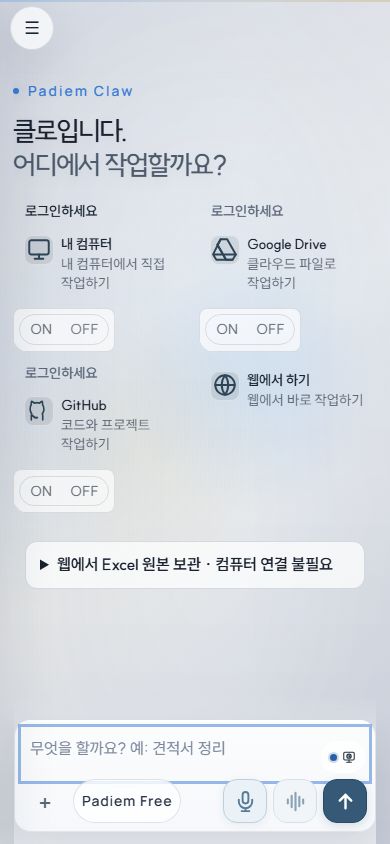 Padiem Claw
클로입니다.
어디에서 작업할까요?
로그인하세요
내 컴퓨터
내 컴퓨터에서 직접
작업하기
ON OFF
로그인하세요
Google Drive
클라우드 파일로
작업하기
ON OFF
로그인하세요
GitHub
코드와 프로젝트
작업하기
ON OFF
웹에서 하기
웹에서 바로 작업하기
▶ 웹에서 Excel 원본 보관 · 컴퓨터 연결 불필요
무엇을 할까요? 예: 견적서 정리
+ Padiem Free